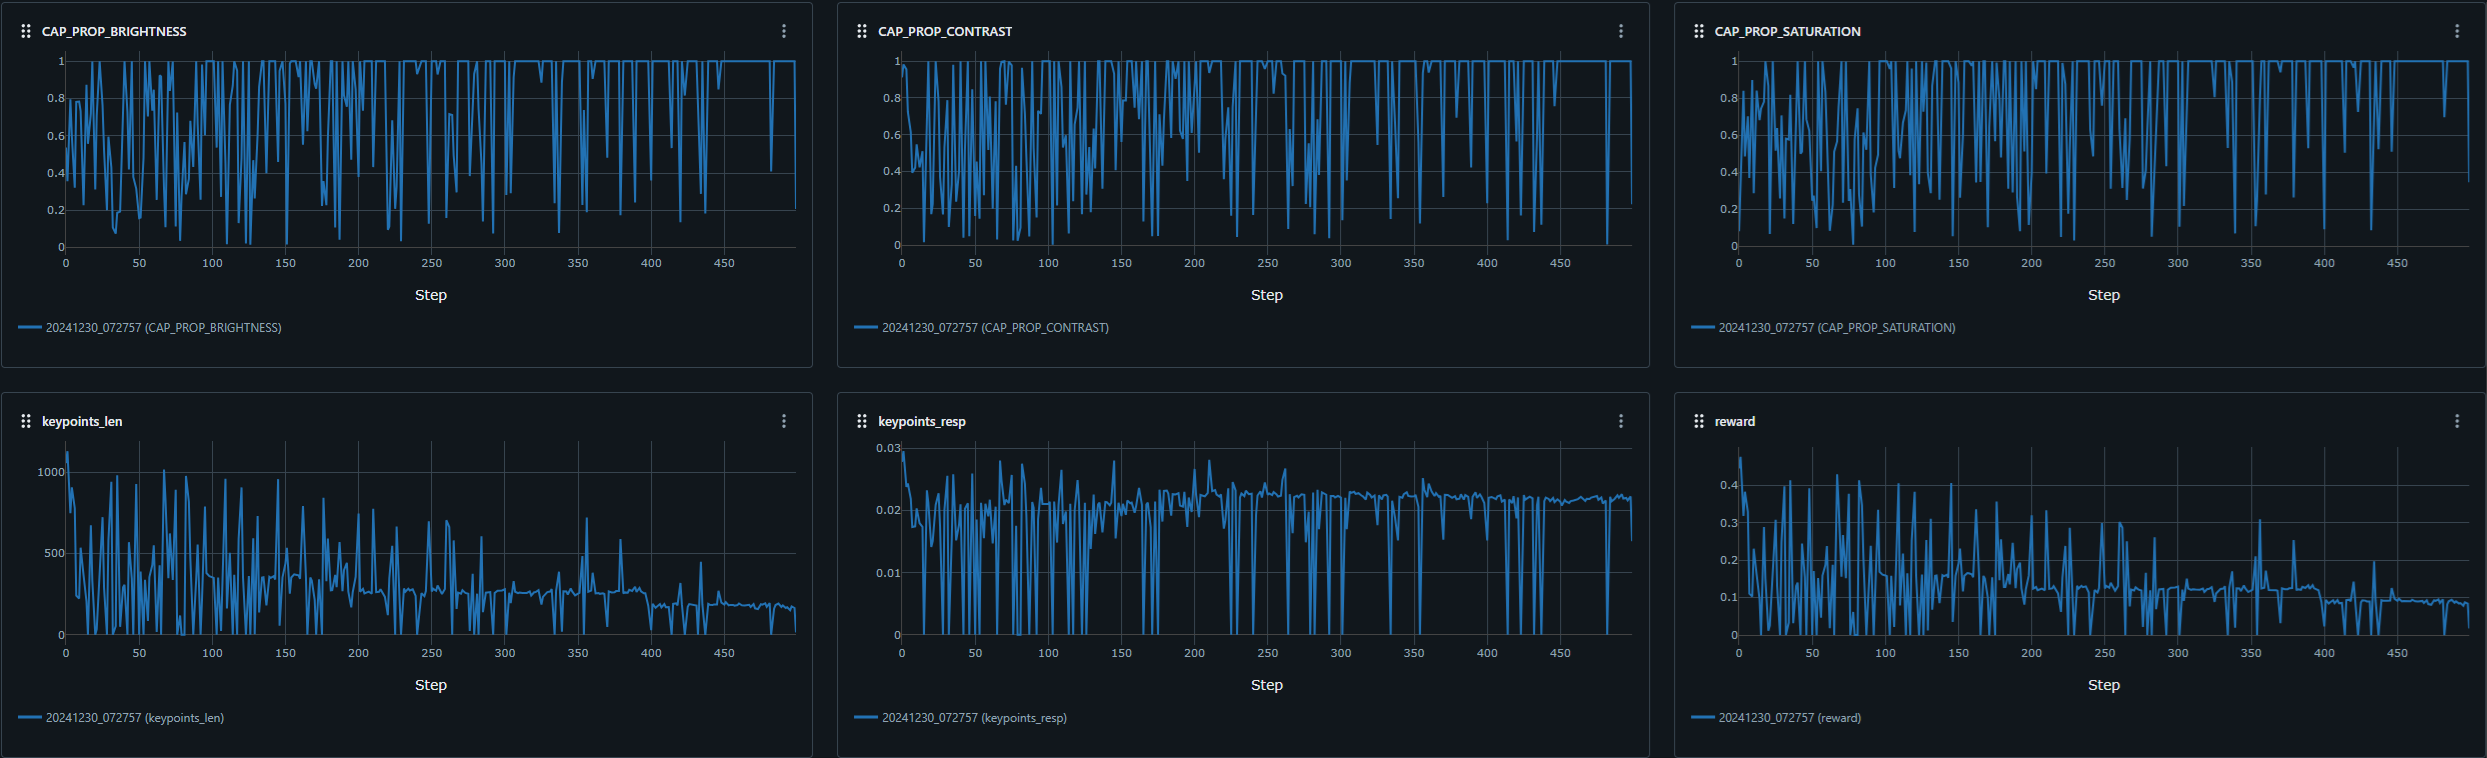 CAP_PROP_BRIGHTNESS
1
0.8
0.6
0.4
0.2
0
0 50 100 150 200 250 300 350 400 450
Step
20241230_072757 (CAP_PROP_BRIGHTNESS)
CAP_PROP_CONTRAST
1
0.8
0.6
0.4
0.2
0
0 50 100 150 200 250 300 350 400 450
Step
20241230_072757 (CAP_PROP_CONTRAST)
CAP_PROP_SATURATION
1
0.8
0.6
0.4
0.2
0
0 50 100 150 200 250 300 350 400 450
Step
20241230_072757 (CAP_PROP_SATURATION)
keypoints_len
1000
500
0
0 50 100 150 200 250 300 350 400 450
Step
20241230_072757 (keypoints_len)
keypoints_resp
0.03
0.02
0.01
0
0 50 100 150 200 250 300 350 400 450
Step
20241230_072757 (keypoints_resp)
reward
0.4
0.3
0.2
0.1
0
0 50 100 150 200 250 300 350 400 450
Step
20241230_072757 (reward)